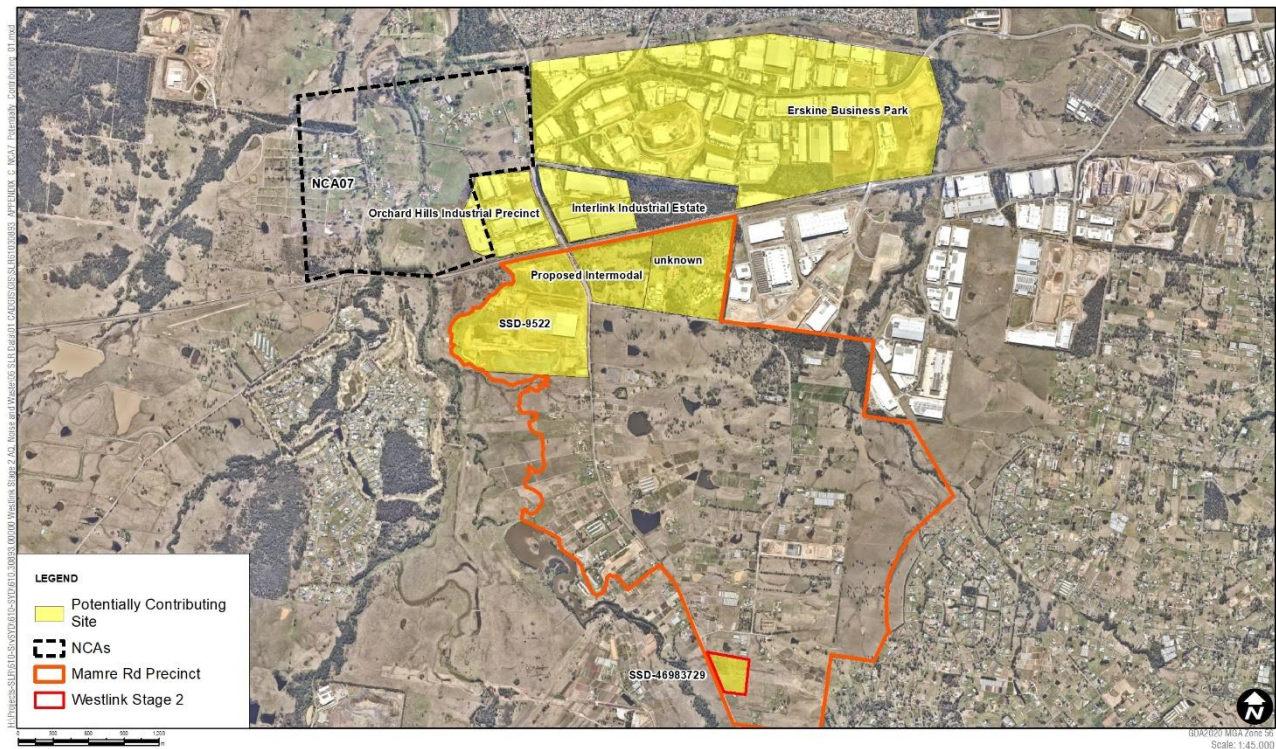 Erskine Business Park
NCA07
Orchard Hills Industrial Precinct
Interlink Industrial Estate
unknown
Proposed Intermodal
SSD-9522
SSD-46983729
LEGEND
Potentially Contributing
Site
NCAs
Mamre Rd Precinct
Westlink Stage 2
N
GDA2020 MGA Zone 56
Scale: 1:45,000